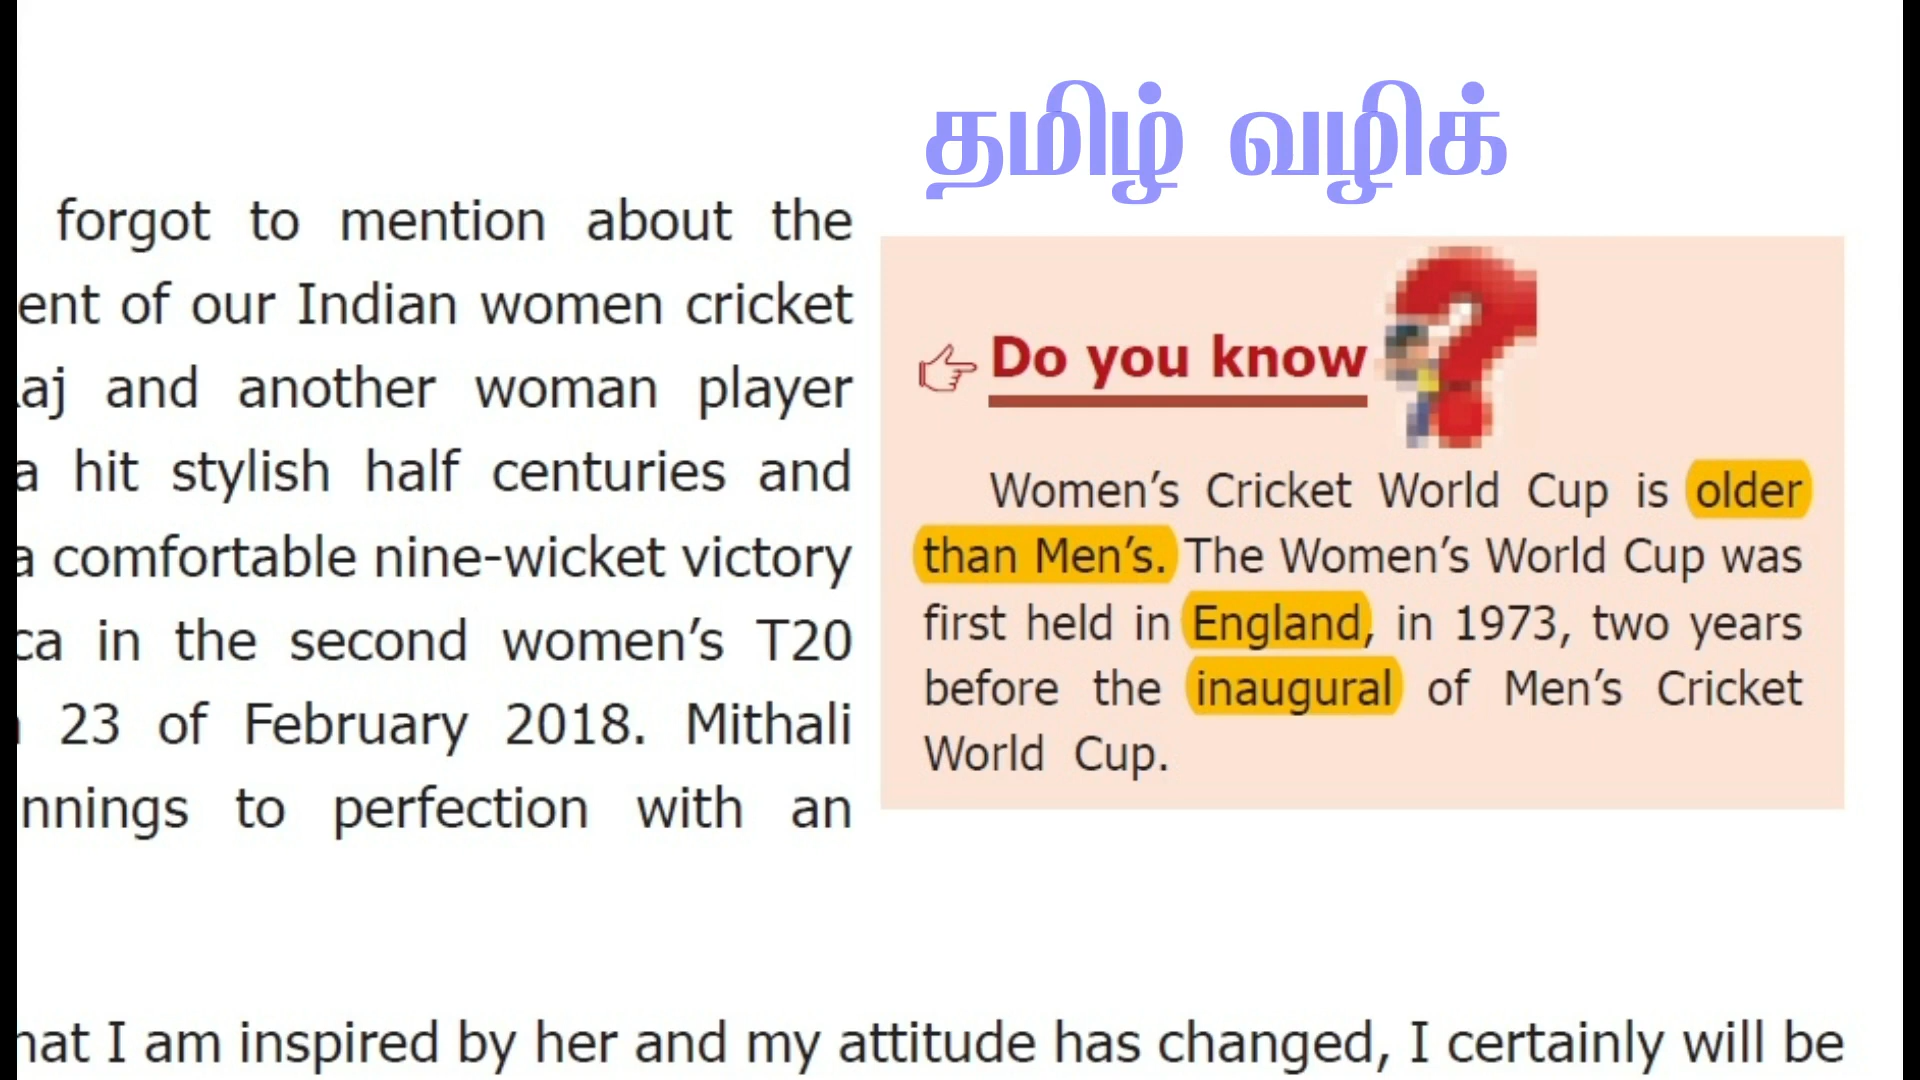 தமிழ் வழிக்
forgot to mention about the
ent of our Indian women cricket
aj and another woman player
a hit stylish half centuries and
a comfortable nine-wicket victory
ca in the second women's T20
23 of February 2018. Mithali
nnings to perfection with an
Do you know
Women's Cricket World Cup is older
than Men's. The Women's World Cup was
first held in England, in 1973, two years
before the inaugural of Men's Cricket
World Cup.
hat I am inspired by her and my attitude has changed, I certainly will be